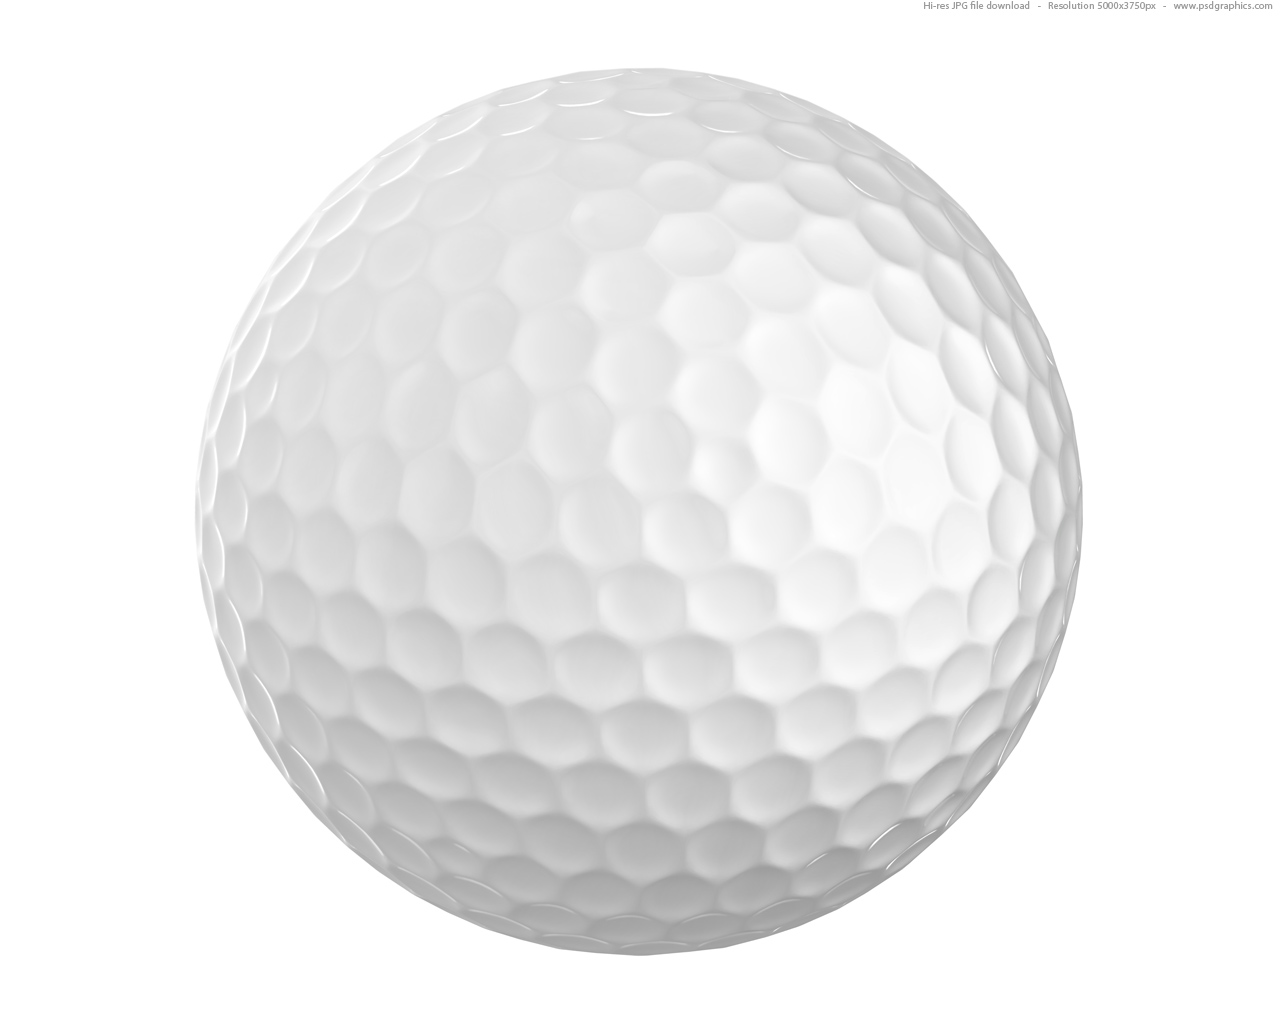 Hi-res JPG file download - Resolution 5000x3750px - www.psdgraphics.com